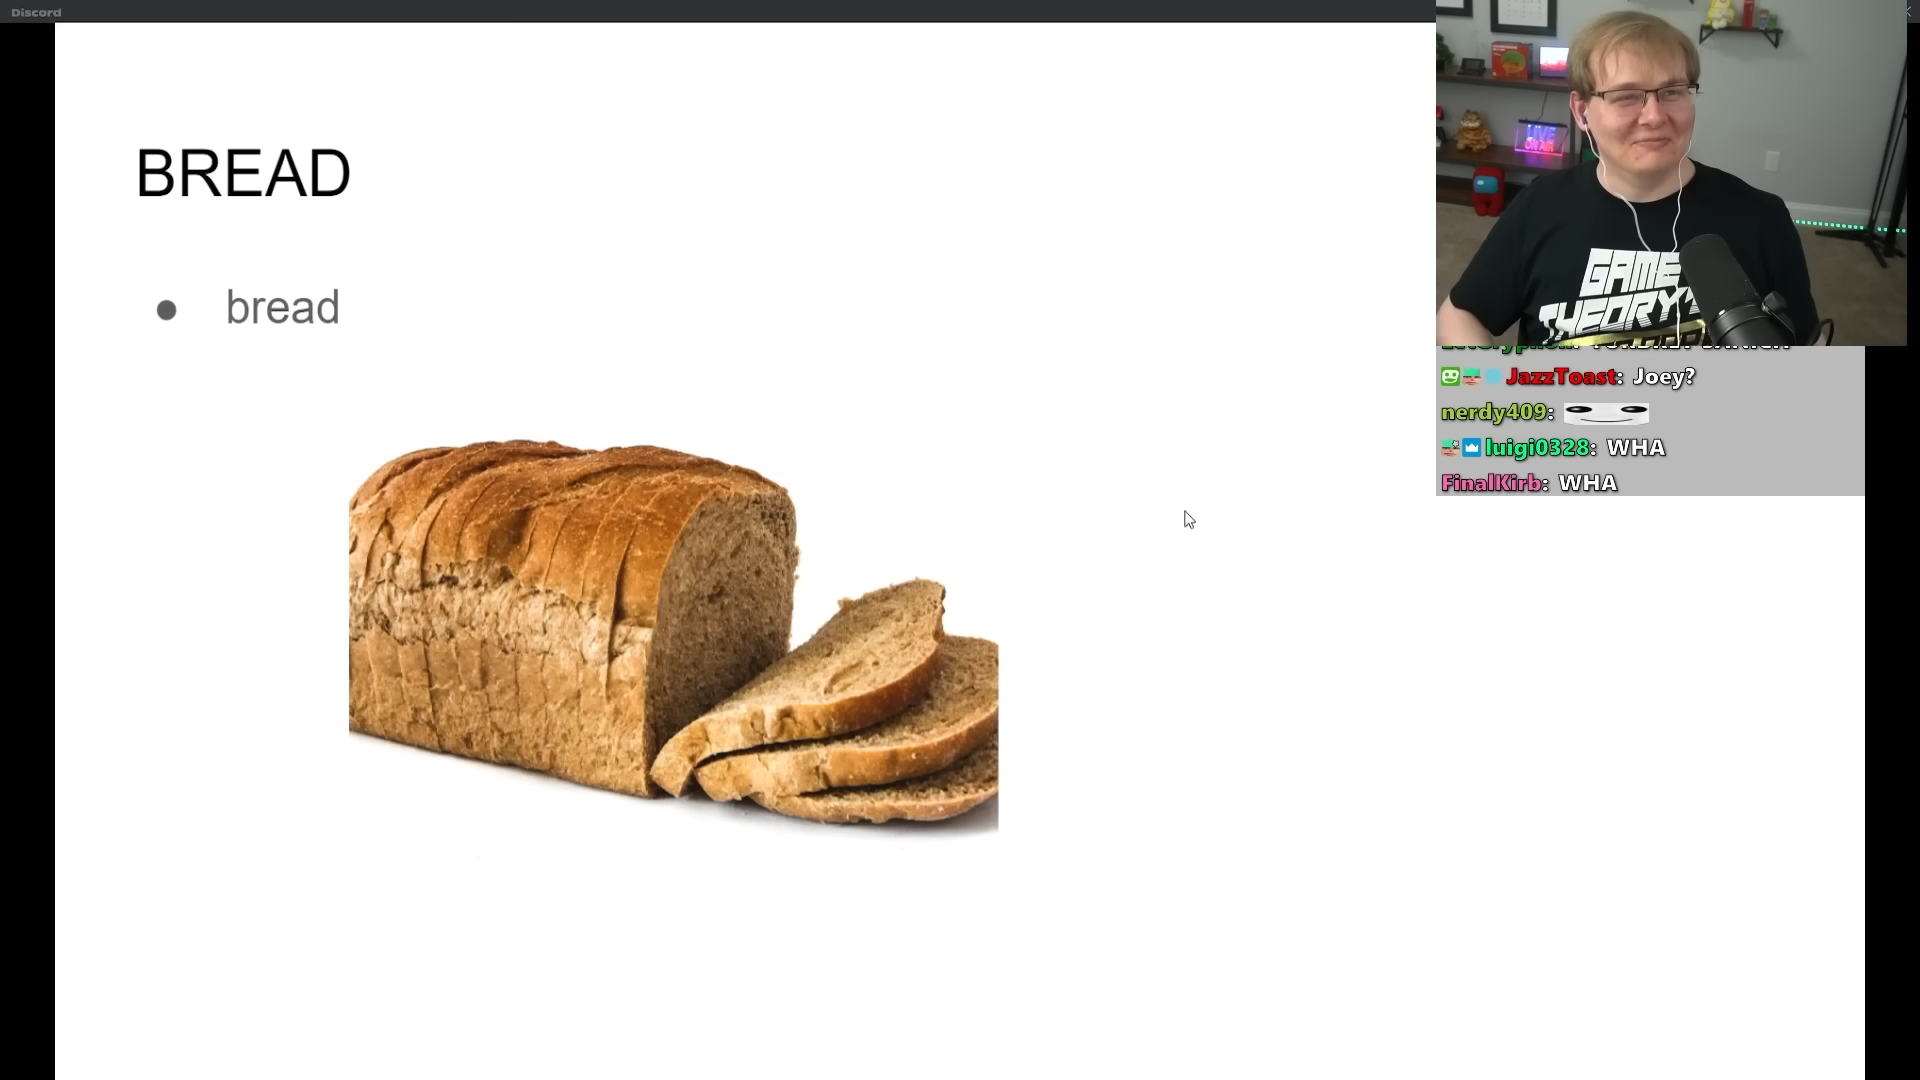 Discord
BREAD
● bread
LIVE
ON AIR
GAME
THEORY
JazzToast: Joey?
nerdy409:
luigi0328: WHA
FinalKirb: WHA